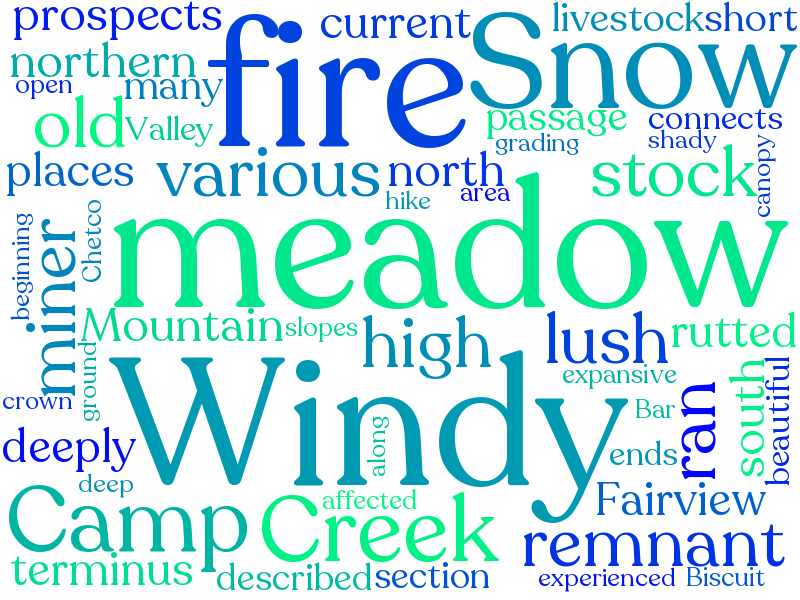 prospects
current
livestock
short
fire
Snow
northern
open
many
old
Valley
passage
connects
grading
shady
canopy
places
various
north
area
hike
stock
beginning
miner
Chetco
meadow
Mountain
slopes
high
lush
rutted
ground
crown
Windy
expansive
Bar
along
ran
south
beautiful
deeply
deep
ends
Camp
Creek
affected
Fairview
remnant
terminus
described
section
experienced
Biscuit